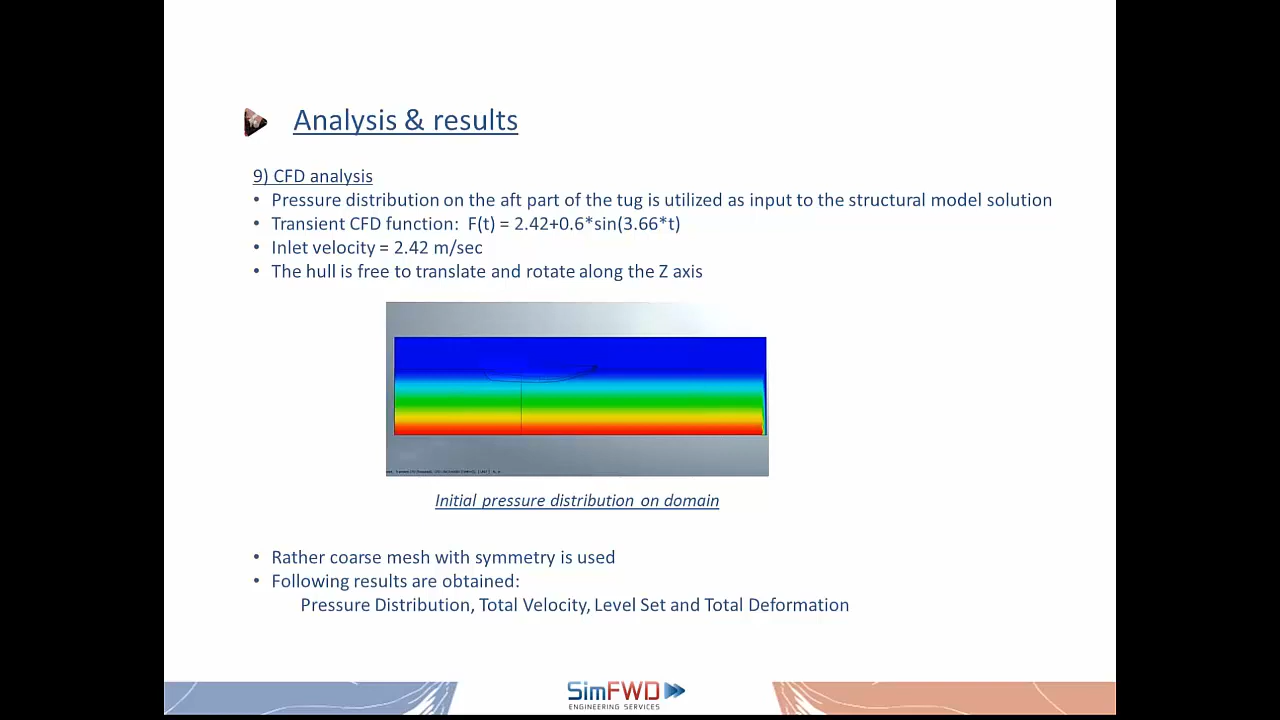 Analysis & results
9) CFD analysis
• Pressure distribution on the aft part of the tug is utilized as input to the structural model solution
• Transient CFD function: F(t) = 2.42+0.6*sin(3.66*t)
• Inlet velocity = 2.42 m/sec
• The hull is free to translate and rotate along the Z axis
Initial pressure distribution on domain
• Rather coarse mesh with symmetry is used
• Following results are obtained:
Pressure Distribution, Total Velocity, Level Set and Total Deformation
SimFWD
ENGINEERING SERVICES